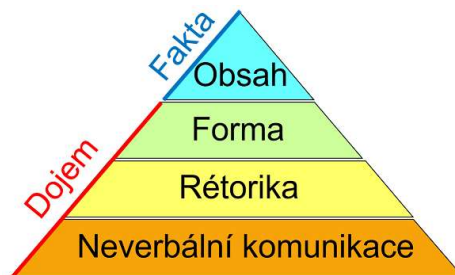 Fakta
Obsah
Forma
Dojem
Rétorika
Neverbální komunikace